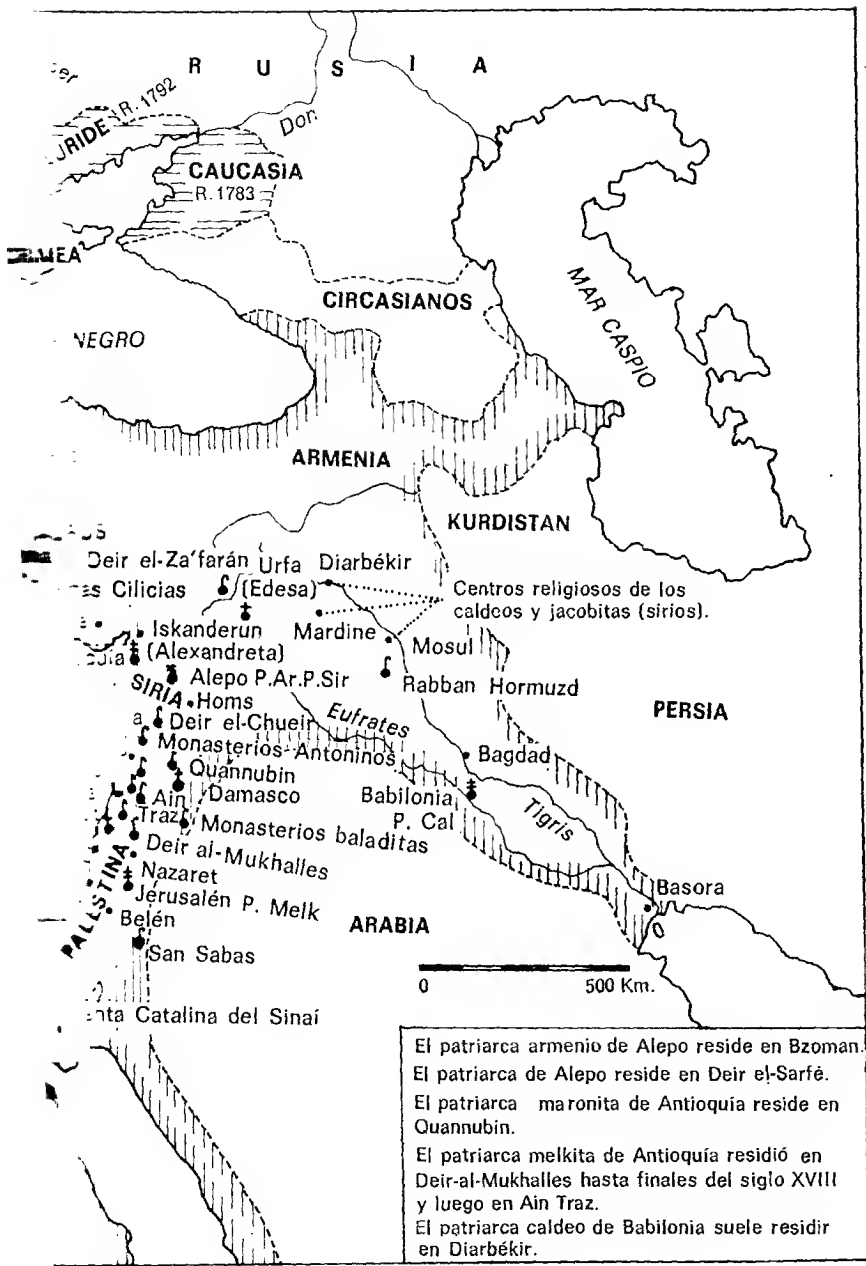 RUSIA
R. 1792
Don
CAUCASIA
R. 1783
CIRCASIANOS
NEGRO
MAR CASPIO
ARMENIA
KURDISTAN
Deir el-Za'farán
Urfa
(Edesa)
Diarbékir
Cilicias
Centros religiosos de los
caldeos y jacobitas (sirios).
Iskanderun
(Alexandreta)
Mardine
Mosul
Alepo P.Ar.P.Sir
Rabban Hormuzd
SIRIA
Homs
PERSIA
Deir el-Chueir
Eufrates
Monasterios Antoninos
Bagdad
Quannubin
Damasco
Babilonia
P. Cal
Tigris
Ain
Traz
Monasterios baladitas
Deir al-Mukhalles
Nazaret
Basora
PALESTINA
Jerusalén P. Melk
Belén
ARABIA
San Sabas
0 500 Km.
Catalina del Sinaí
El patriarca armenio de Alepo reside en Bzoman.
El patriarca de Alepo reside en Deir el-Sarfé.
El patriarca maronita de Antioquía reside en
Quannubin.
El patriarca melkita de Antioquía residió en
Deir-al-Mukhalles hasta finales del siglo XVIII
y luego en Ain Traz.
El patriarca caldeo de Babilonia suele residir
en Diarbékir.